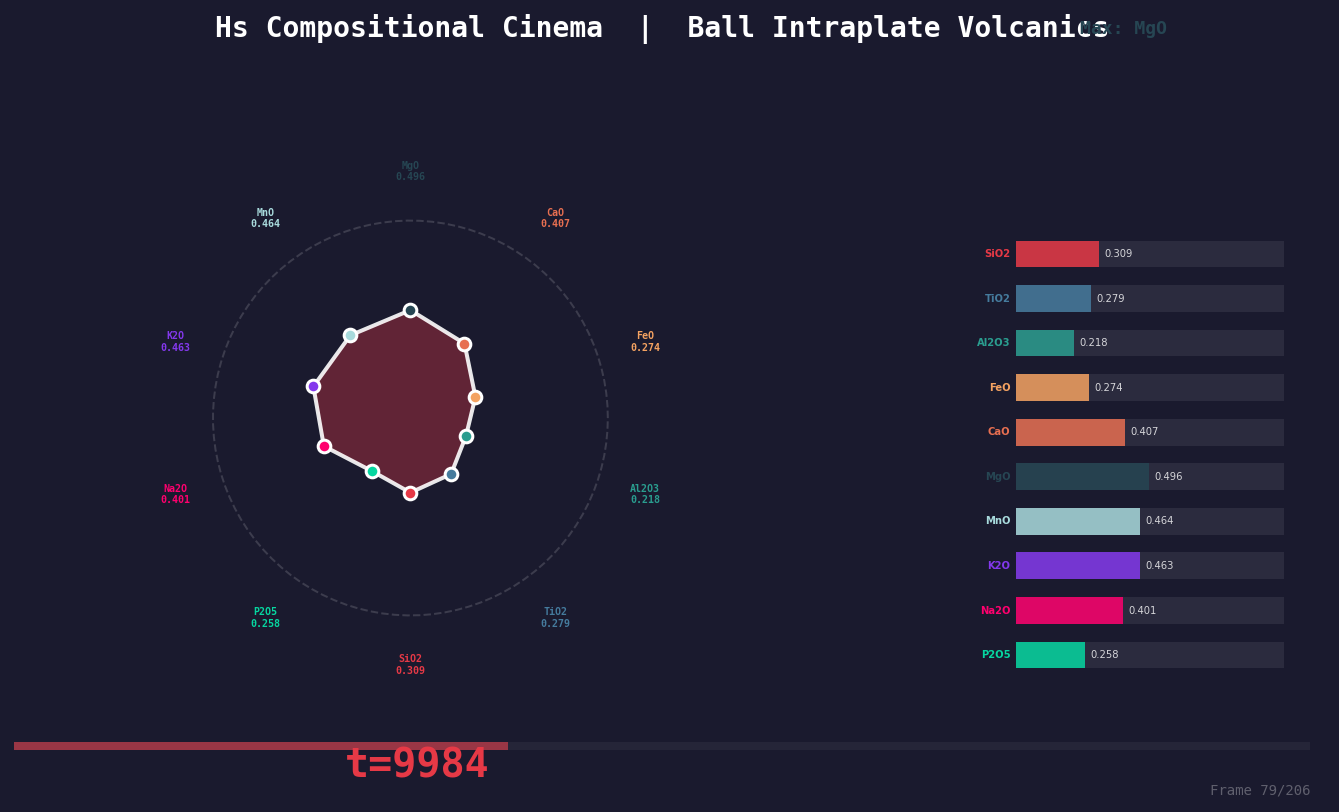 Hs Compositional Cinema | Ball Intraplate Volcanics
Max: MgO
MgO
0.496
MnO
0.464
CaO
0.407
K2O
0.463
FeO
0.274
Na2O
0.401
Al2O3
0.218
P2O5
0.258
TiO2
0.279
SiO2
0.309
SiO2 0.309
TiO2 0.279
Al2O3 0.218
FeO 0.274
CaO 0.407
MgO 0.496
MnO 0.464
K2O 0.463
Na2O 0.401
P2O5 0.258
t=9984
Frame 79/206